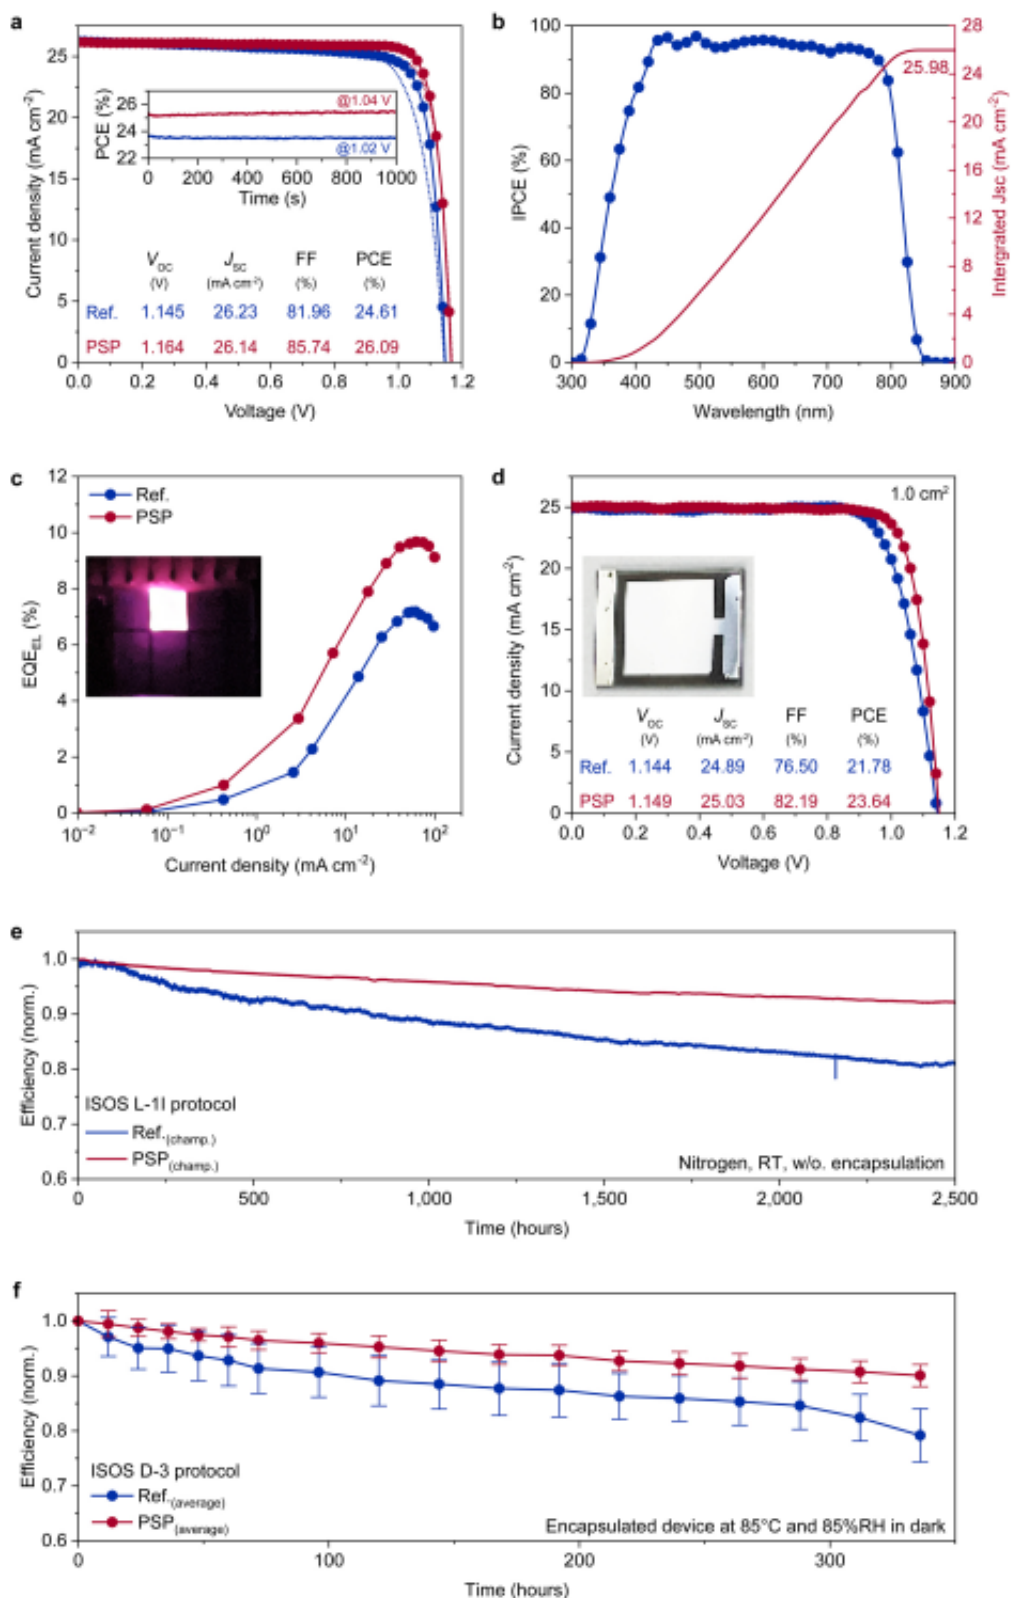 a
Current density (mA cm⁻²)
25
20
15
10
5
0
0.0 0.2 0.4 0.6 0.8 1.0 1.2
Voltage (V)
PCE (%)
26
24
22
@1.04 V
@1.02 V
0 200 400 600 800 1000
Time (s)
V_OC J_SC FF PCE
(V) (mA cm⁻²) (%) (%)
Ref. 1.145 26.23 81.96 24.61
PSP 1.164 26.14 85.74 26.09
b
IPCE (%)
100
80
60
40
20
0
300 400 500 600 700 800 900
Wavelength (nm)
28
24
20
16
12
8
4
0
Intergrated Jsc (mA cm⁻²)
25.98
c
EQE_EL (%)
12
10
8
6
4
2
0
Ref.
PSP
10⁻² 10⁻¹ 10⁰ 10¹ 10²
Current density (mA cm⁻²)
d
1.0 cm²
Current density (mA cm⁻²)
25
20
15
10
5
0
V_OC J_SC FF PCE
(V) (mA cm⁻²) (%) (%)
Ref. 1.144 24.89 76.50 21.78
PSP 1.149 25.03 82.19 23.64
0.0 0.2 0.4 0.6 0.8 1.0 1.2
Voltage (V)
e
Efficiency (norm.)
1.0
0.9
0.8
0.7
0.6
ISOS L-1I protocol
Ref.(champ.)
PSP(champ.)
Nitrogen, RT, w/o. encapsulation
0 500 1,000 1,500 2,000 2,500
Time (hours)
f
Efficiency (norm.)
1.0
0.9
0.8
0.7
0.6
ISOS D-3 protocol
Ref.(average)
PSP(average)
Encapsulated device at 85°C and 85%RH in dark
0 100 200 300
Time (hours)